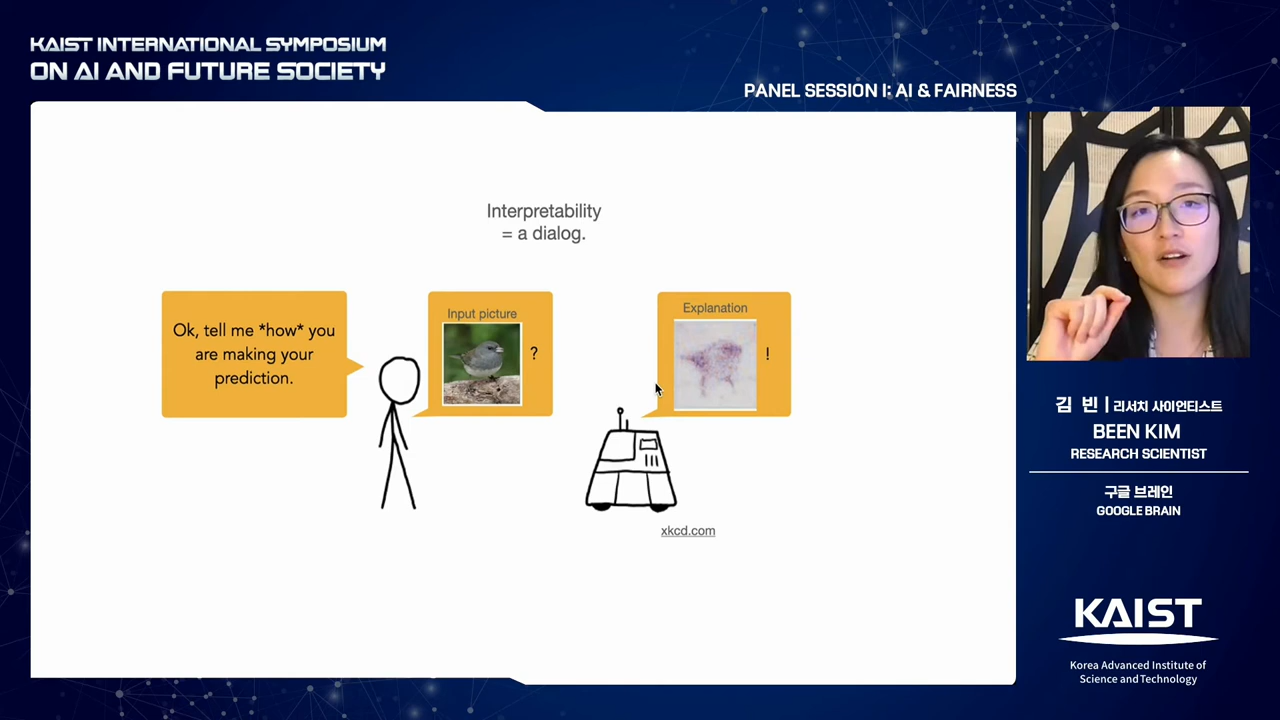 KAIST INTERNATIONAL SYMPOSIUM
ON AI AND FUTURE SOCIETY
PANEL SESSION I: AI & FAIRNESS
Interpretability
= a dialog.
Ok, tell me *how* you
are making your
prediction.
Input picture
?
Explanation
!
xkcd.com
김 빈 | 리서치 사이언티스트
BEEN KIM
RESEARCH SCIENTIST
구글 브레인
GOOGLE BRAIN
KAIST
Korea Advanced Institute of
Science and Technology